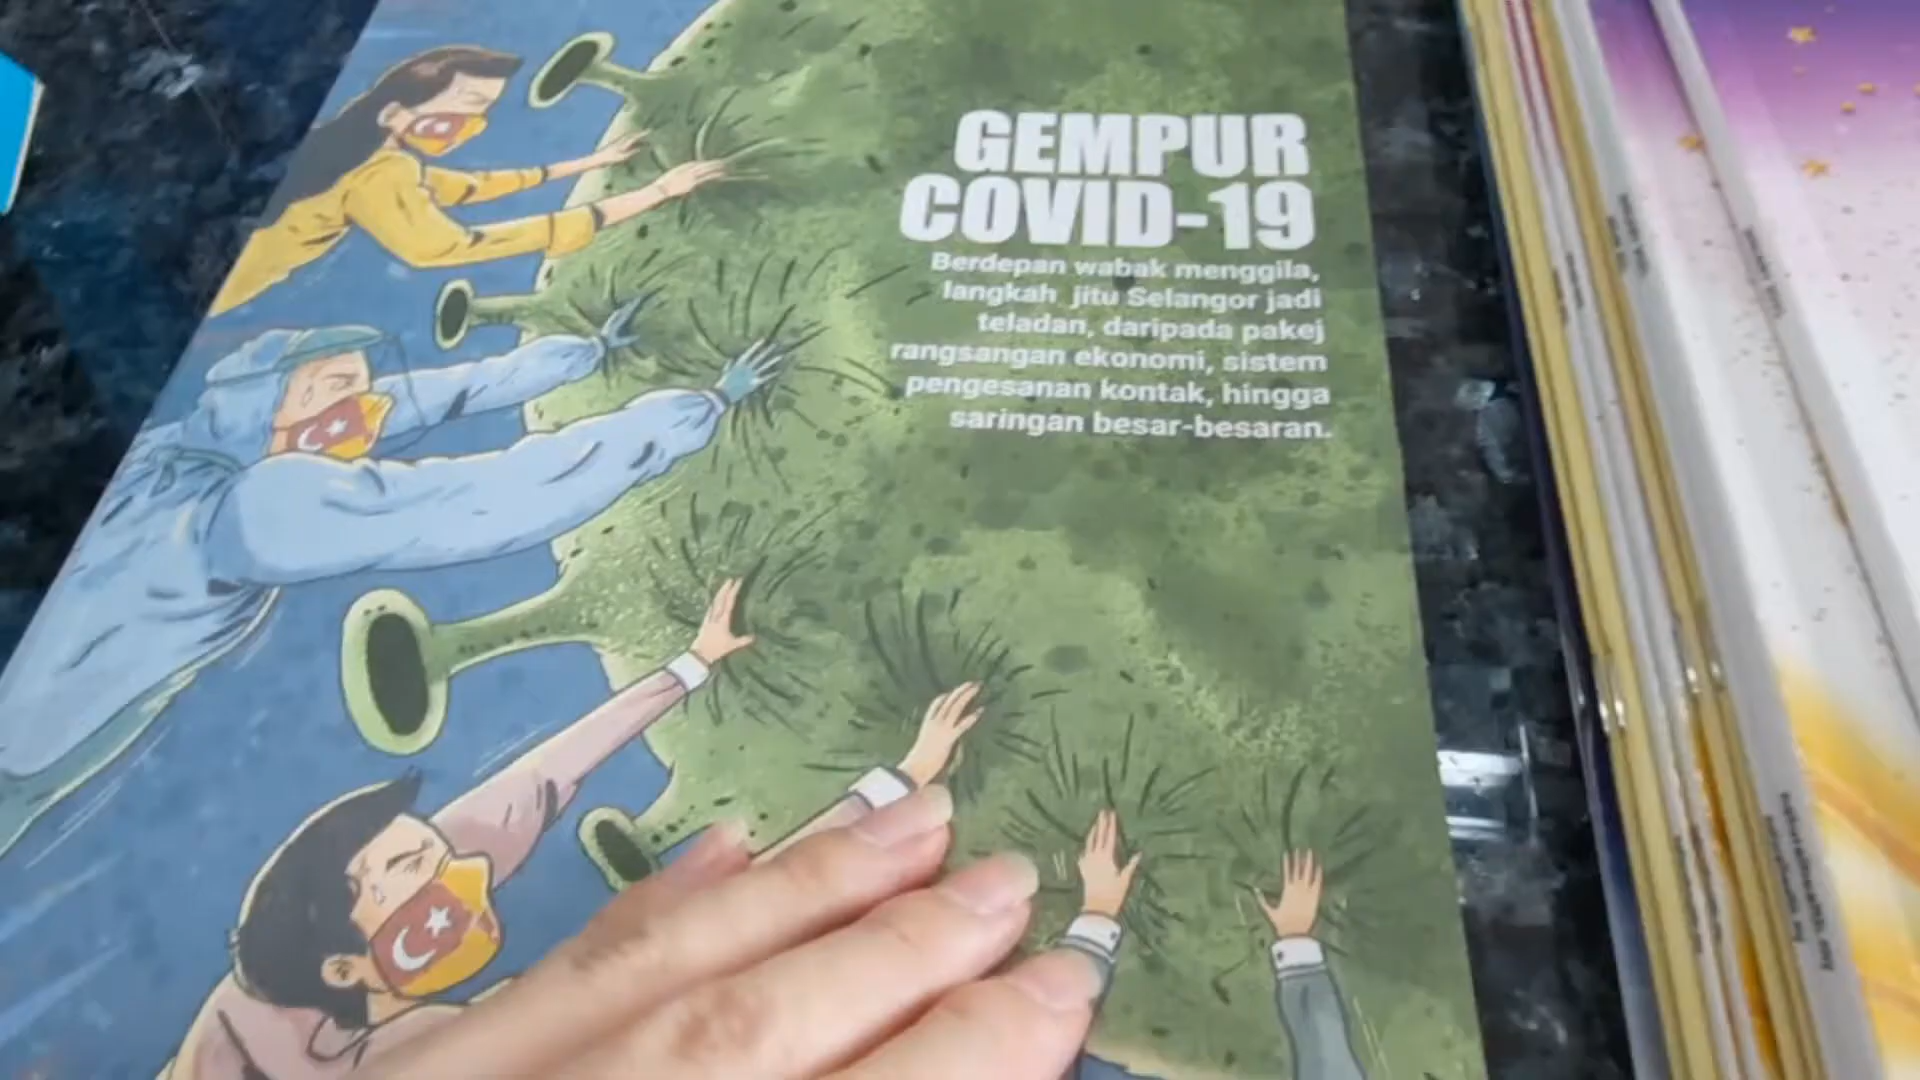 GEMPUR
COVID-19
Berdepan wabak menggila,
langkah jitu Selangor jadi
teladan, daripada pakej
rangsangan ekonomi, sistem
pengesanan kontak, hingga
saringan besar-besaran.